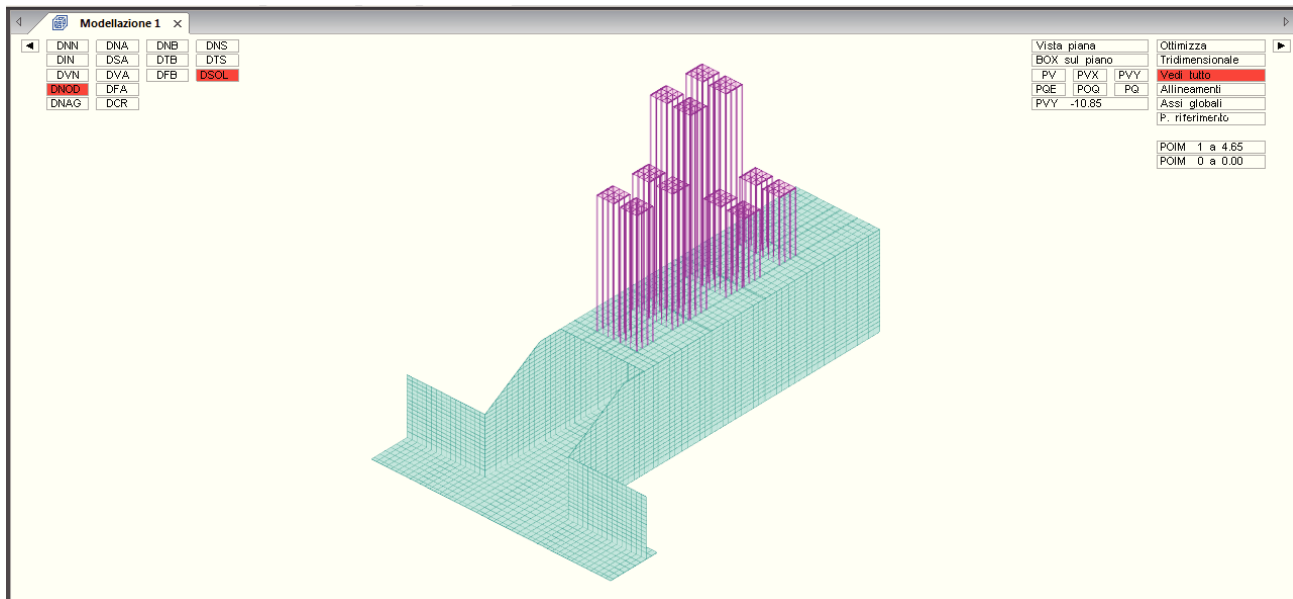 Modellazione 1
DNN DNA DNB DNS
DIN DSA DTB DTS
DVN DVA DFB DSOL
DNOD DFA
DNAG DCR
Vista piana Ottimizza
BOX sul piano Tridimensionale
PV PVX PVY Vedi tutto
PQE POQ PQ Allineamenti
PVY -10.85 Assi globali
P. riferimento
POIM 1 a 4.65
POIM 0 a 0.00